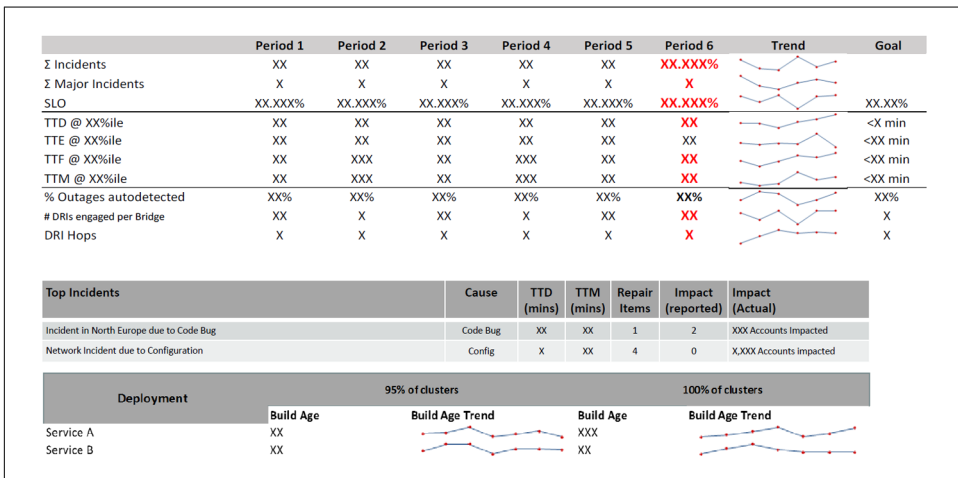 Period 1 Period 2 Period 3 Period 4 Period 5 Period 6 Trend Goal
Σ Incidents XX XX XX XX XX XX.XXX%
Σ Major Incidents X X X X X X
SLO XX.XXX% XX.XXX% XX.XXX% XX.XXX% XX.XXX% XX.XXX% XX.XX%
TTD @ XX%ile XX XX XX XX XX XX <X min
TTE @ XX%ile XX XX XX XX XX XX <XX min
TTF @ XX%ile XX XXX XX XXX XX XX <XX min
TTM @ XX%ile XX XXX XX XXX XX XX <XX min
% Outages autodetected XX% XX% XX% XX% XX% XX% XX%
# DRIs engaged per Bridge XX X XX X XX XX X
DRI Hops X X X X X X X
Top Incidents Cause TTD (mins) TTM (mins) Repair Items Impact (reported) Impact (Actual)
Incident in North Europe due to Code Bug Code Bug XX XX 1 2 XXX Accounts Impacted
Network Incident due to Configuration Config X XX 4 0 X,XXX Accounts impacted
Deployment 95% of clusters 100% of clusters
Build Age Build Age Trend Build Age Build Age Trend
Service A XX XXX
Service B XX XX